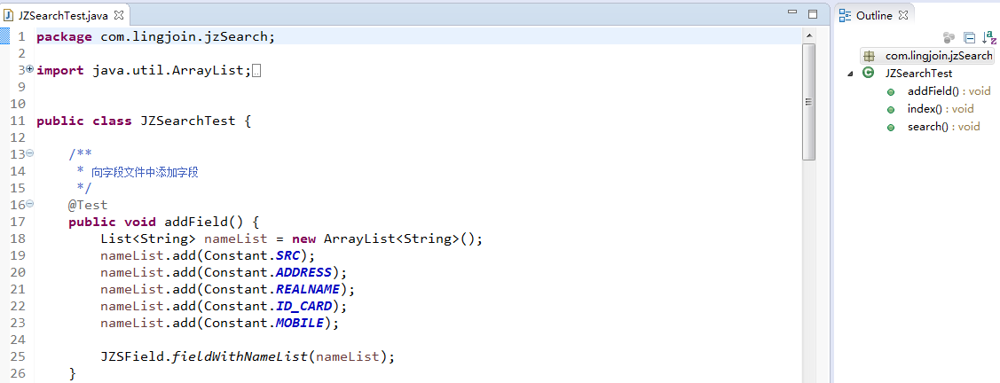 JZSearchTest.java
1 package com.lingjoin.jzSearch;
2
3 import java.util.ArrayList;
9
10
11 public class JZSearchTest {
12
13 /**
14 * 向字段文件中添加字段
15 */
16 @Test
17 public void addField() {
18 List<String> nameList = new ArrayList<String>();
19 nameList.add(Constant.SRC);
20 nameList.add(Constant.ADDRESS);
21 nameList.add(Constant.REALNAME);
22 nameList.add(Constant.ID_CARD);
23 nameList.add(Constant.MOBILE);
24
25 JZSField.fieldWithNameList(nameList);
26 }
Outline
com.lingjoin.jzSearch
JZSearchTest
addField() : void
index() : void
search() : void